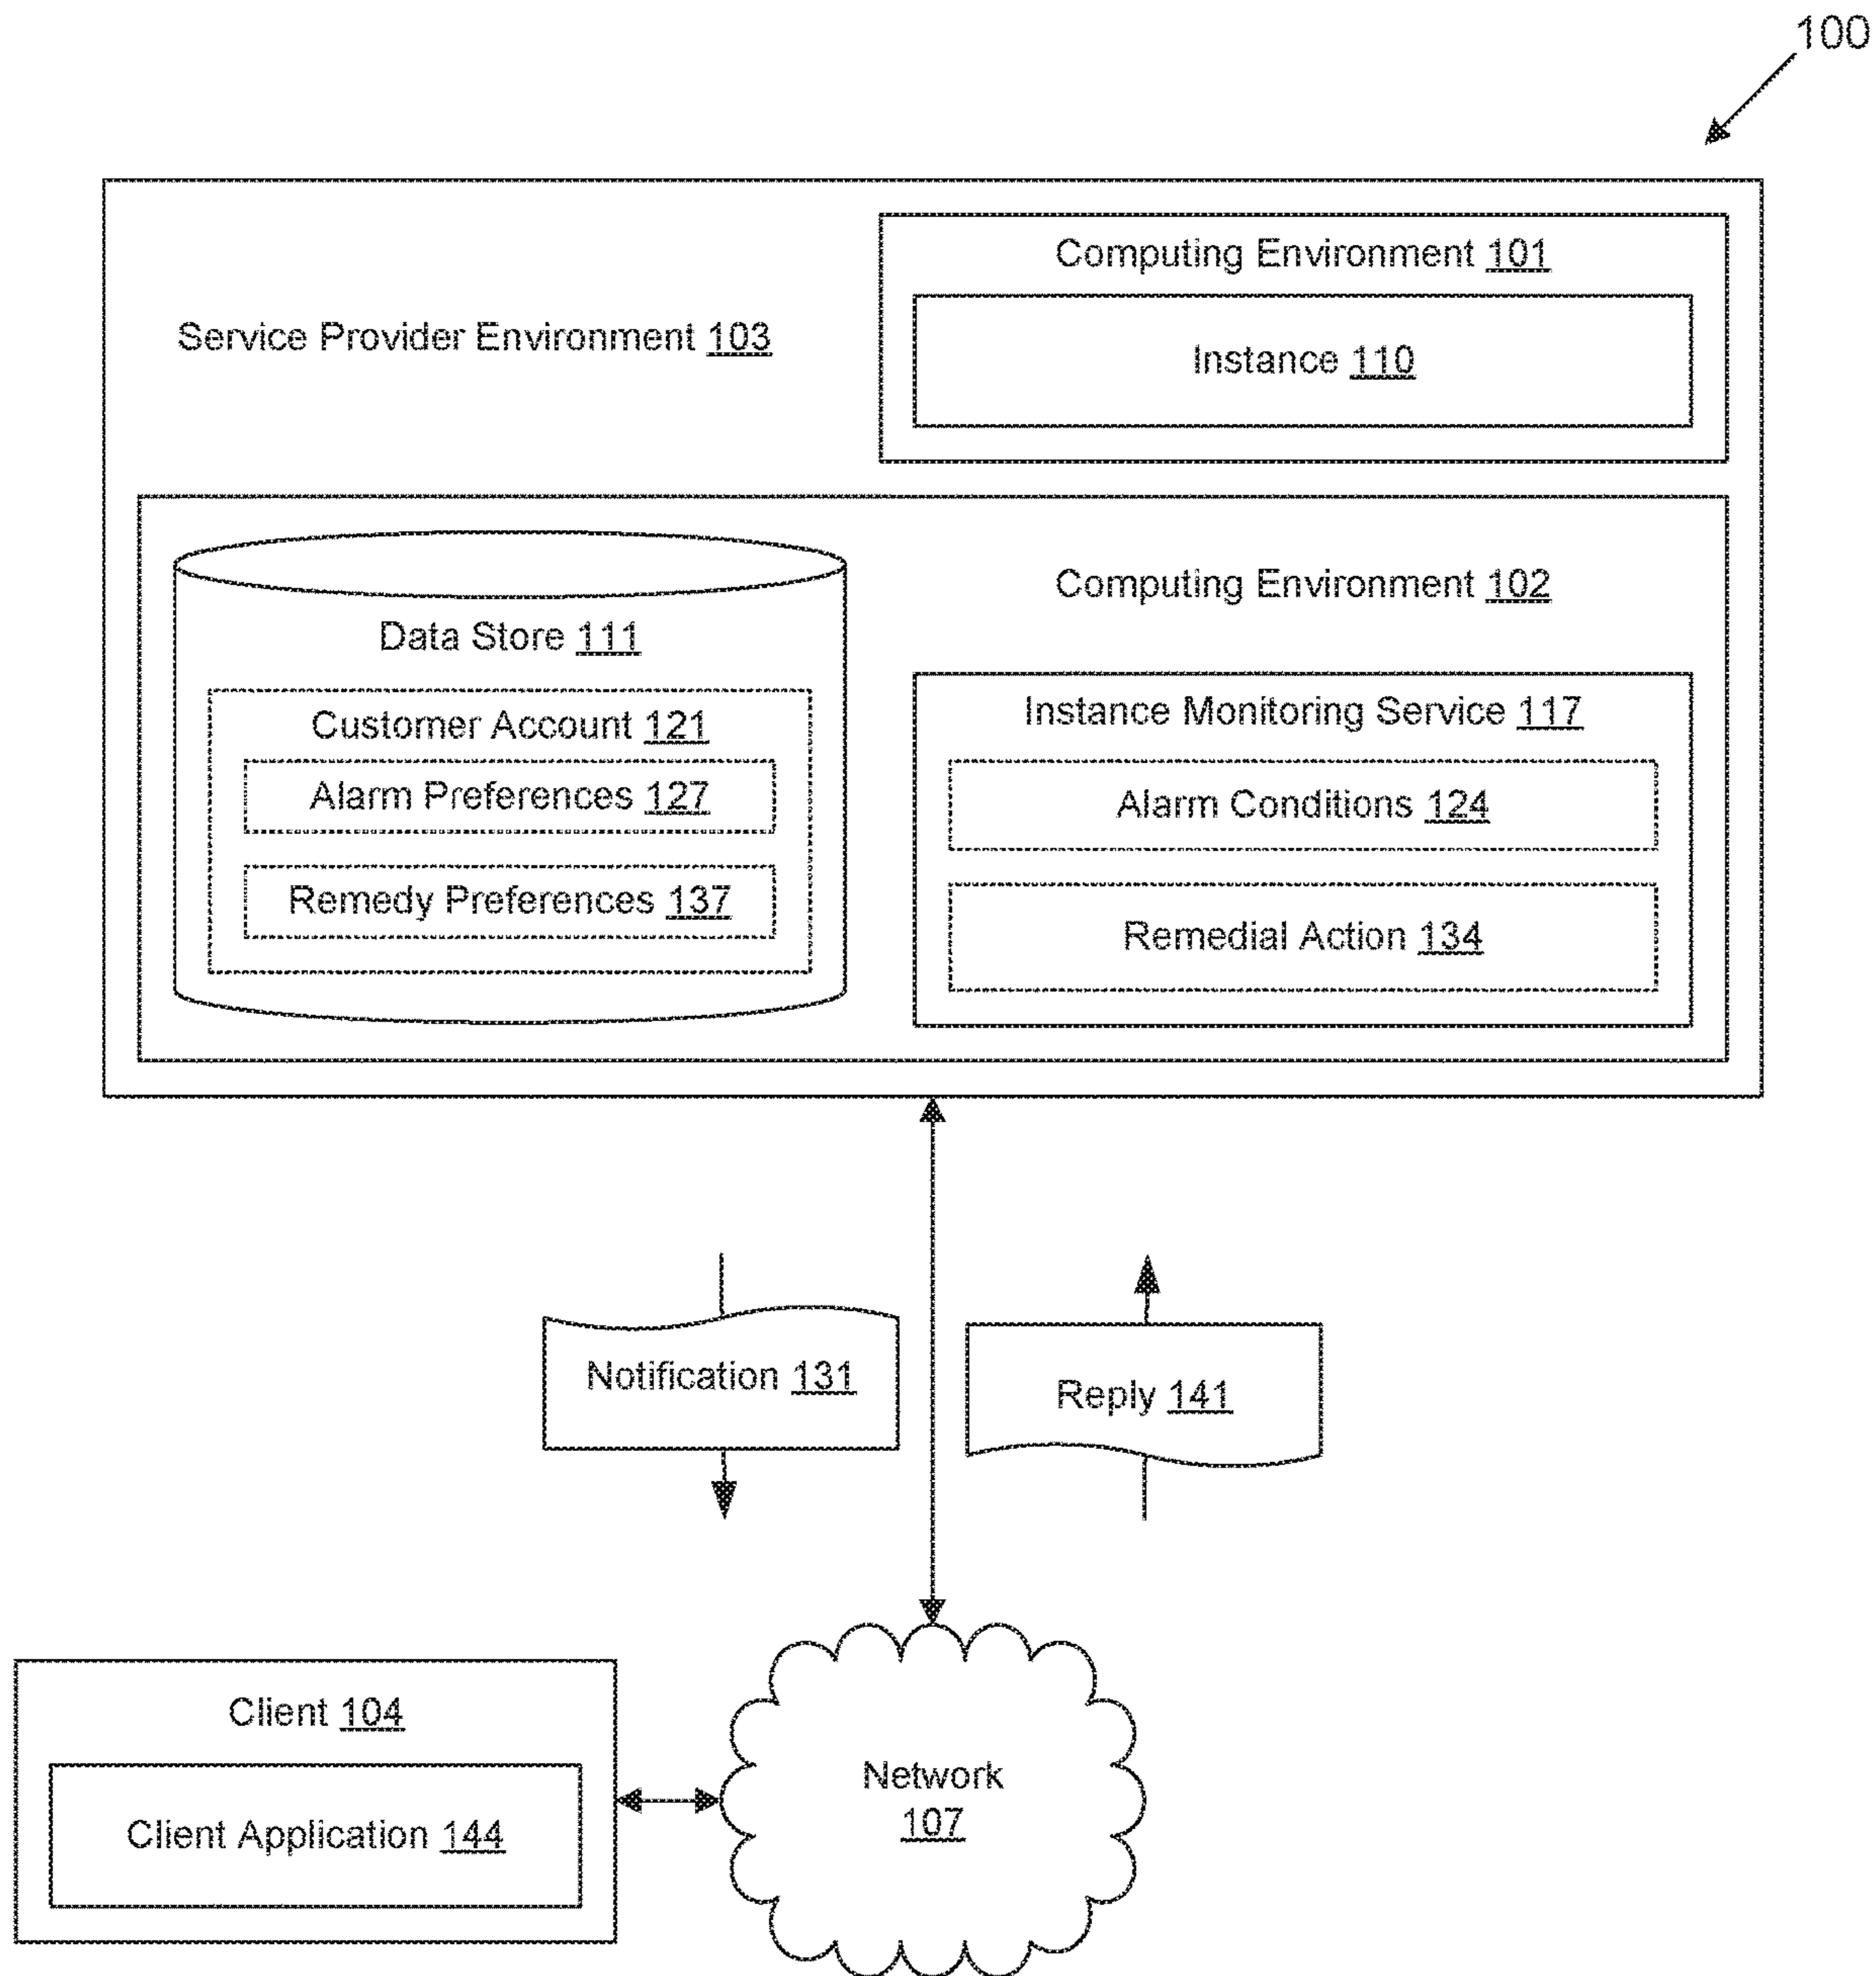 100
Computing Environment 101
Service Provider Environment 103
Instance 110
Computing Environment 102
Data Store 111
Customer Account 121
Alarm Preferences 127
Remedy Preferences 137
Instance Monitoring Service 117
Alarm Conditions 124
Remedial Action 134
Notification 131
Reply 141
Client 104
Client Application 144
Network
107